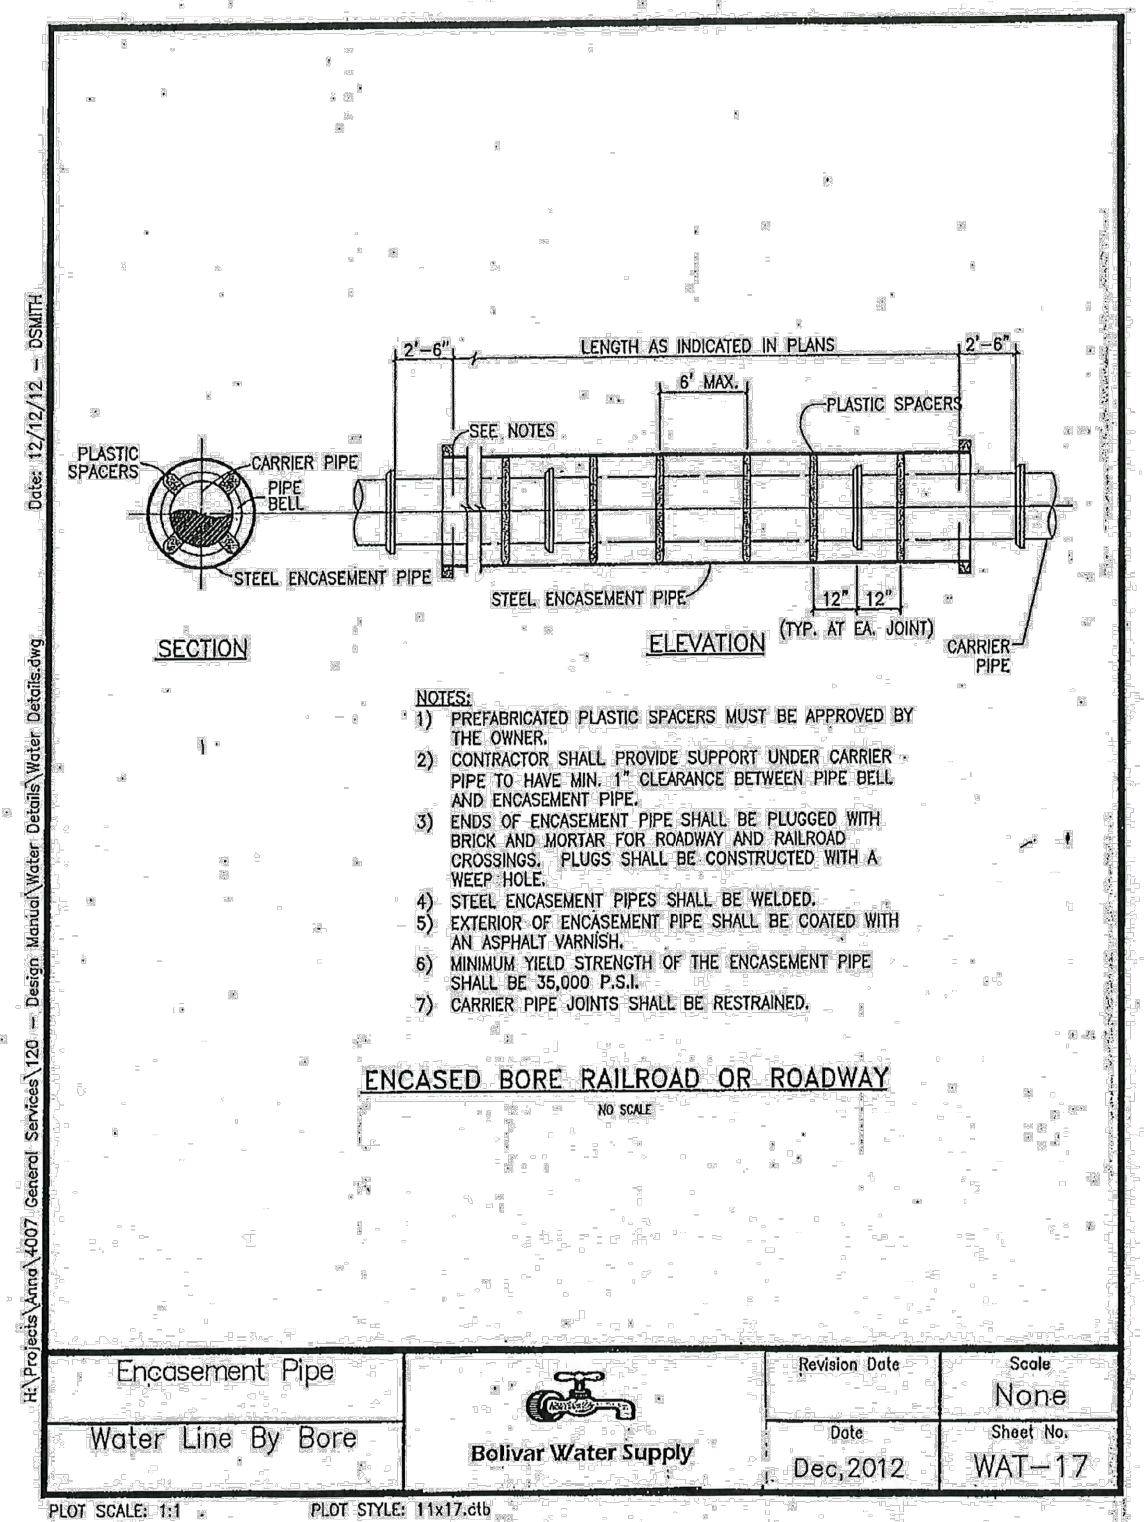 2'-6"
LENGTH AS INDICATED IN PLANS
2'-6"
6' MAX.
PLASTIC SPACERS
SEE NOTES
PLASTIC
SPACERS
CARRIER PIPE
PIPE
BELL
STEEL ENCASEMENT PIPE
STEEL ENCASEMENT PIPE
12"
12"
(TYP. AT EA. JOINT)
CARRIER
PIPE
SECTION
ELEVATION
NOTES:
1) PREFABRICATED PLASTIC SPACERS MUST BE APPROVED BY
THE OWNER.
2) CONTRACTOR SHALL PROVIDE SUPPORT UNDER CARRIER
PIPE TO HAVE MIN. 1" CLEARANCE BETWEEN PIPE BELL
AND ENCASEMENT PIPE.
3) ENDS OF ENCASEMENT PIPE SHALL BE PLUGGED WITH
BRICK AND MORTAR FOR ROADWAY AND RAILROAD
CROSSINGS. PLUGS SHALL BE CONSTRUCTED WITH A
WEEP HOLE.
4) STEEL ENCASEMENT PIPES SHALL BE WELDED.
5) EXTERIOR OF ENCASEMENT PIPE SHALL BE COATED WITH
AN ASPHALT VARNISH.
6) MINIMUM YIELD STRENGTH OF THE ENCASEMENT PIPE
SHALL BE 35,000 P.S.I.
7) CARRIER PIPE JOINTS SHALL BE RESTRAINED.
ENCASED BORE RAILROAD OR ROADWAY
NO SCALE
H:\Projects\Anna\4007 General Services\120 - Design Manual\Water Details\Water Details.dwg Date: 12/12/12 - DSMITH
Encasement Pipe
Water Line By Bore
Bolivar Water Supply
Revision Date
Date
Dec,2012
Scale
None
Sheet No.
WAT-17
PLOT SCALE: 1:1
PLOT STYLE: 11x17.ctb